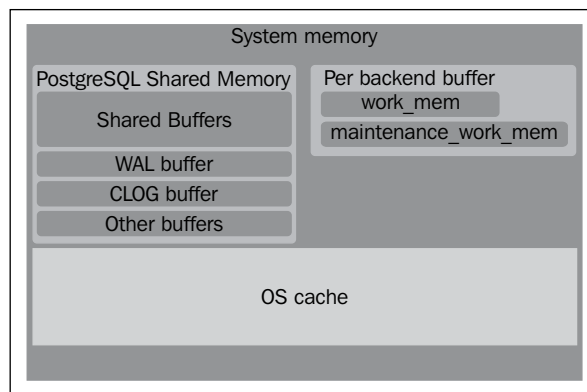 System memory
PostgreSQL Shared Memory
Shared Buffers
WAL buffer
CLOG buffer
Other buffers
Per backend buffer
work_mem
maintenance_work_mem
OS cache